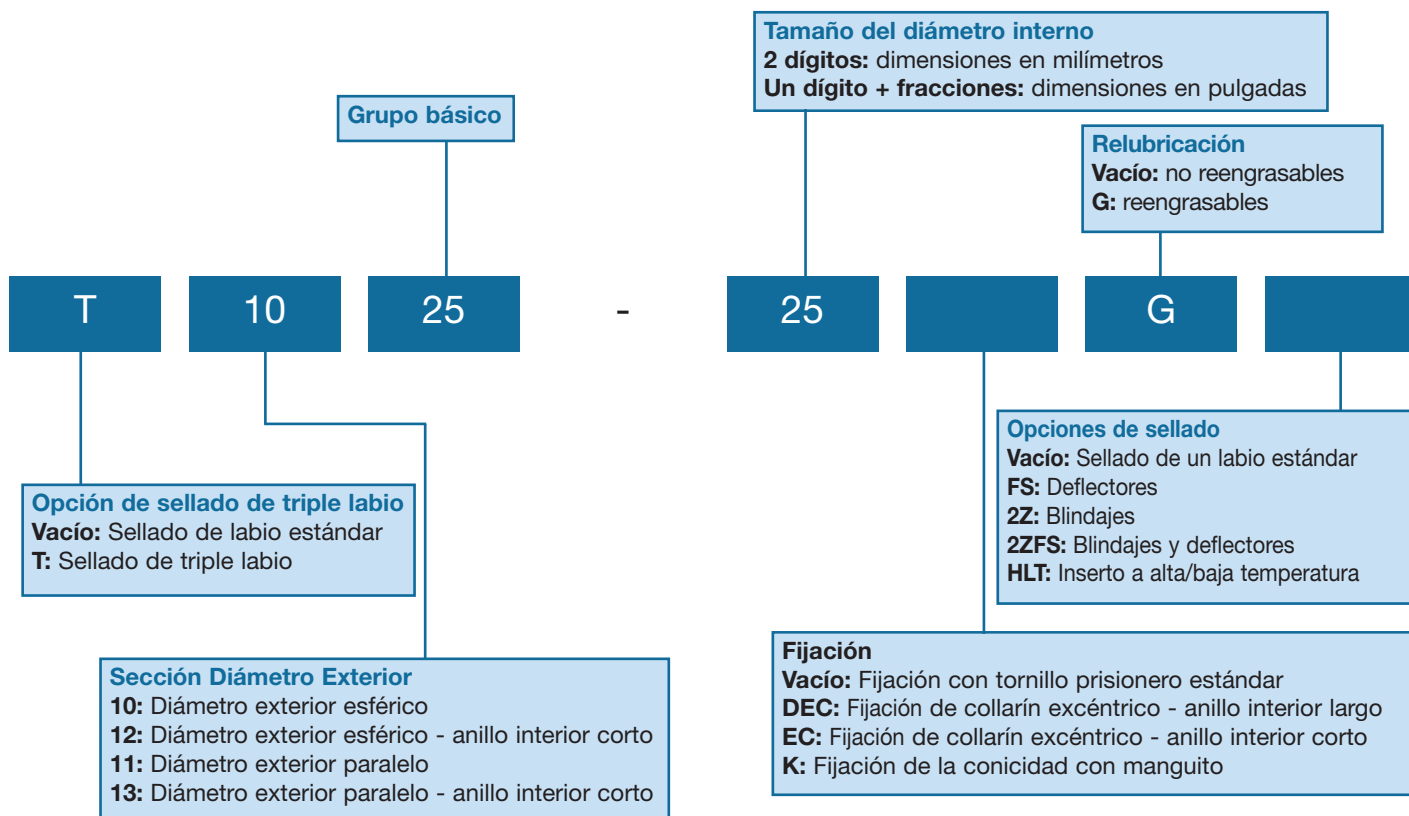 Tamaño del diámetro interno
2 dígitos: dimensiones en milímetros
Un dígito + fracciones: dimensiones en pulgadas
Grupo básico
Relubricación
Vacío: no reengrasables
G: reengrasables
T 10 25 - 25 G
Opción de sellado de triple labio
Vacío: Sellado de labio estándar
T: Sellado de triple labio
Opciones de sellado
Vacío: Sellado de un labio estándar
FS: Deflectores
2Z: Blindajes
2ZFS: Blindajes y deflectores
HLT: Inserto a alta/baja temperatura
Sección Diámetro Exterior
10: Diámetro exterior esférico
12: Diámetro exterior esférico - anillo interior corto
11: Diámetro exterior paralelo
13: Diámetro exterior paralelo - anillo interior corto
Fijación
Vacío: Fijación con tornillo prisionero estándar
DEC: Fijación de collarín excéntrico - anillo interior largo
EC: Fijación de collarín excéntrico - anillo interior corto
K: Fijación de la conicidad con manguito